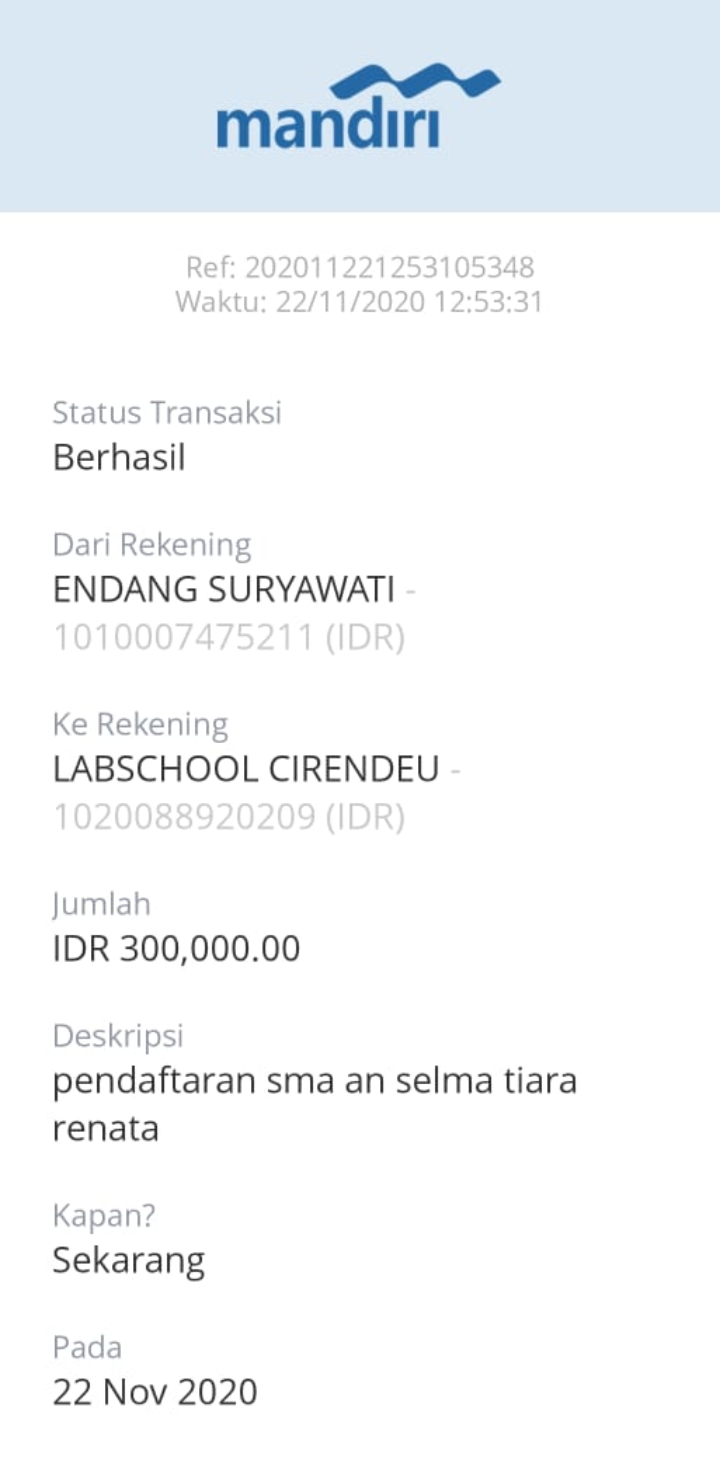 mandiri
Ref: 202011221253105348
Waktu: 22/11/2020 12:53:31
Status Transaksi
Berhasil
Dari Rekening
ENDANG SURYAWATI -
1010007475211 (IDR)
Ke Rekening
LABSCHOOL CIRENDEU -
1020088920209 (IDR)
Jumlah
IDR 300,000.00
Deskripsi
pendaftaran sma an selma tiara
renata
Kapan?
Sekarang
Pada
22 Nov 2020